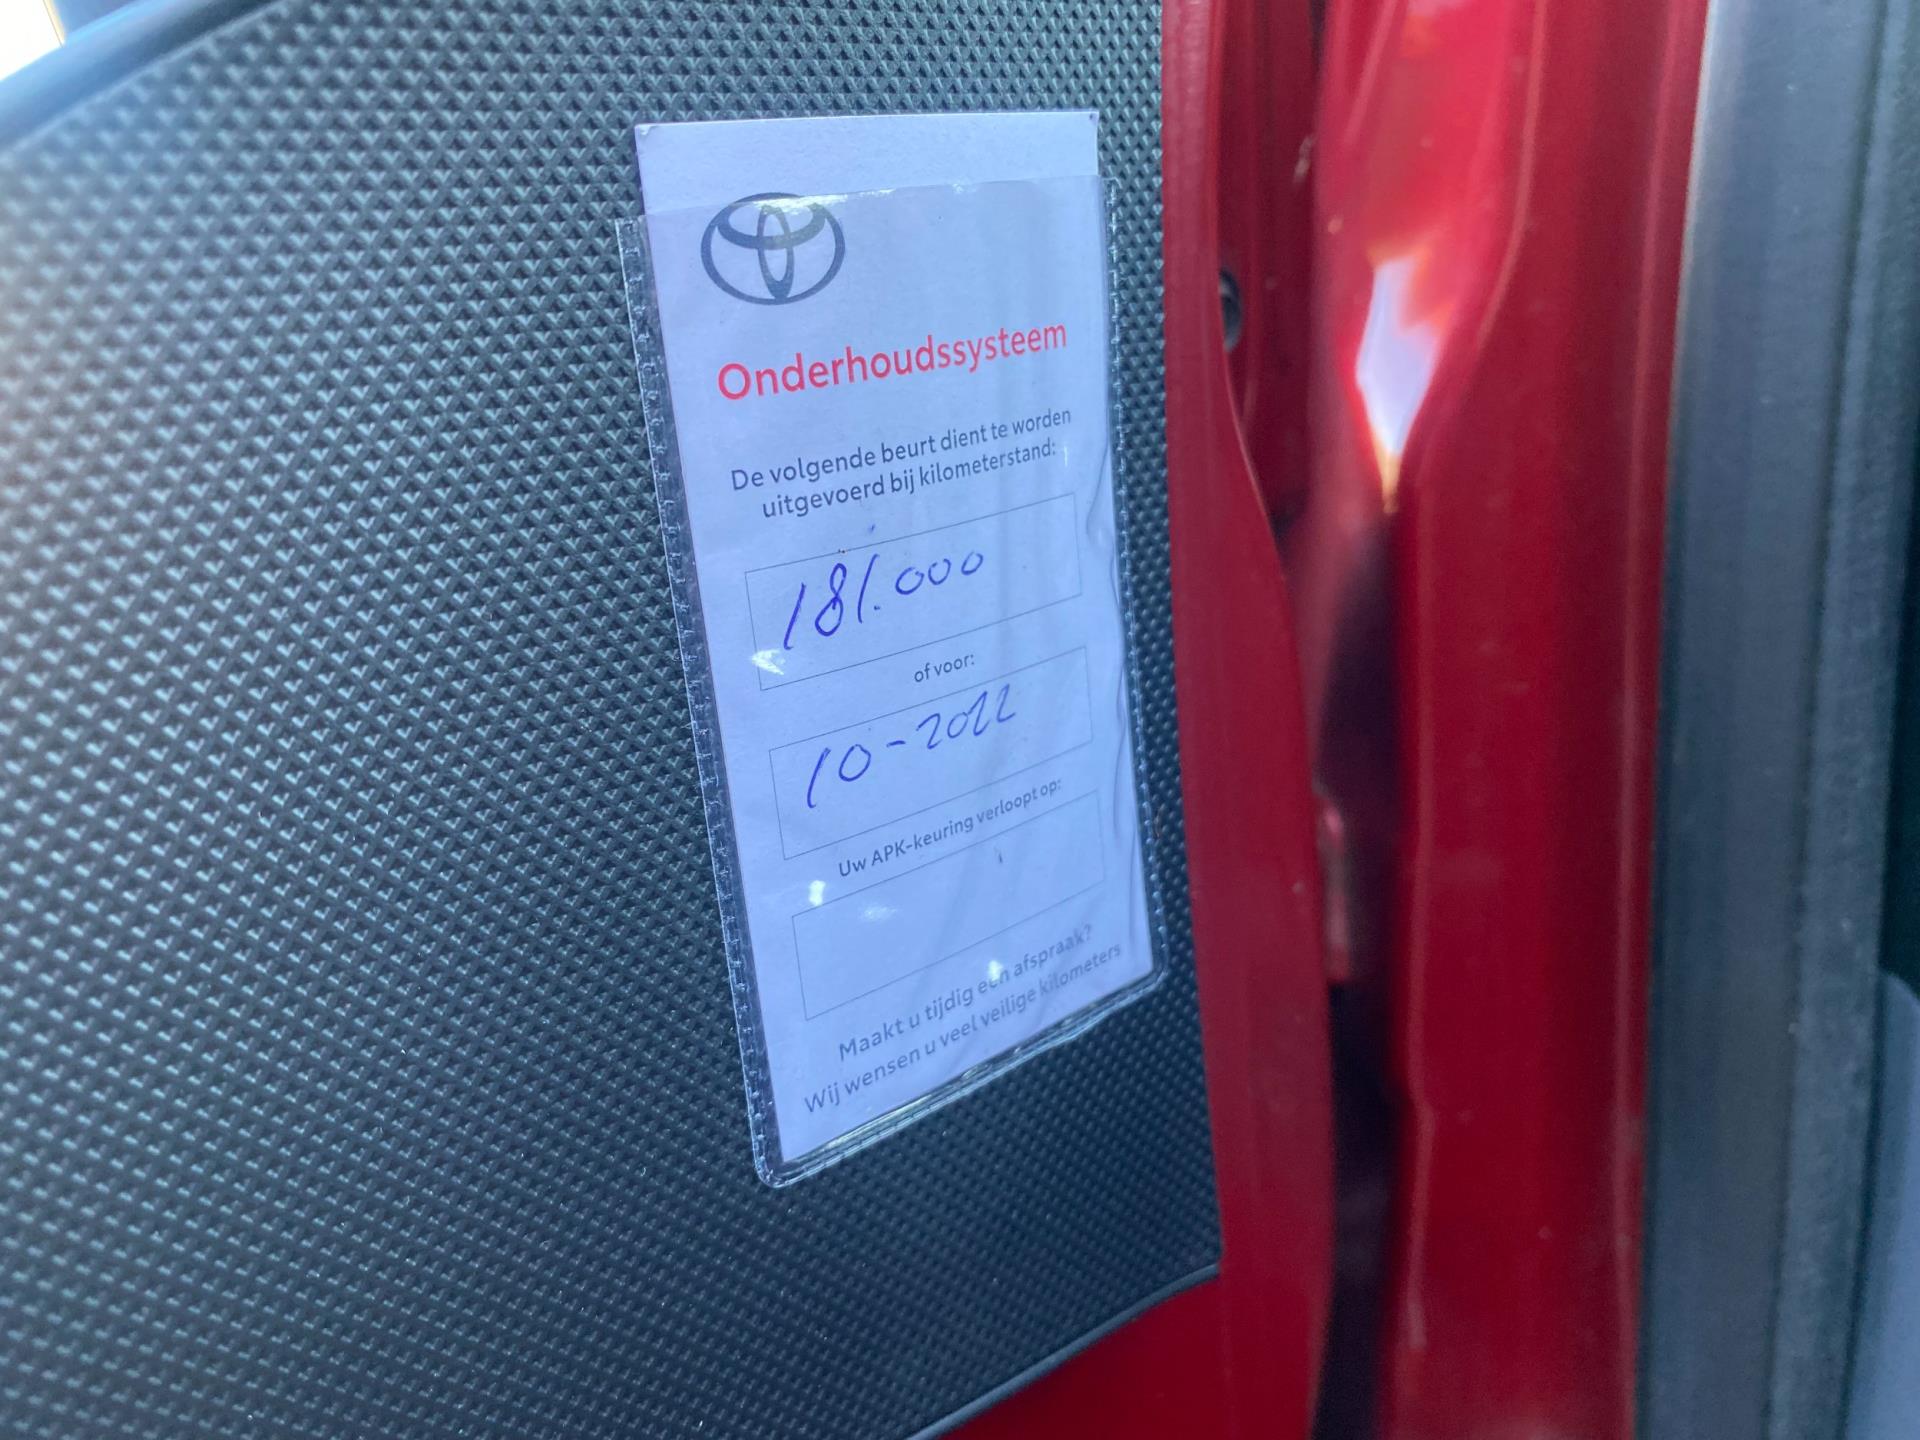 Onderhoudssysteem
De volgende beurt dient te worden
uitgevoerd bij kilometerstand:
181.000
of voor:
10-2022
Uw APK-keuring verloopt op:
Maakt u tijdig een afspraak?
Wij wensen u veel veilige kilometers